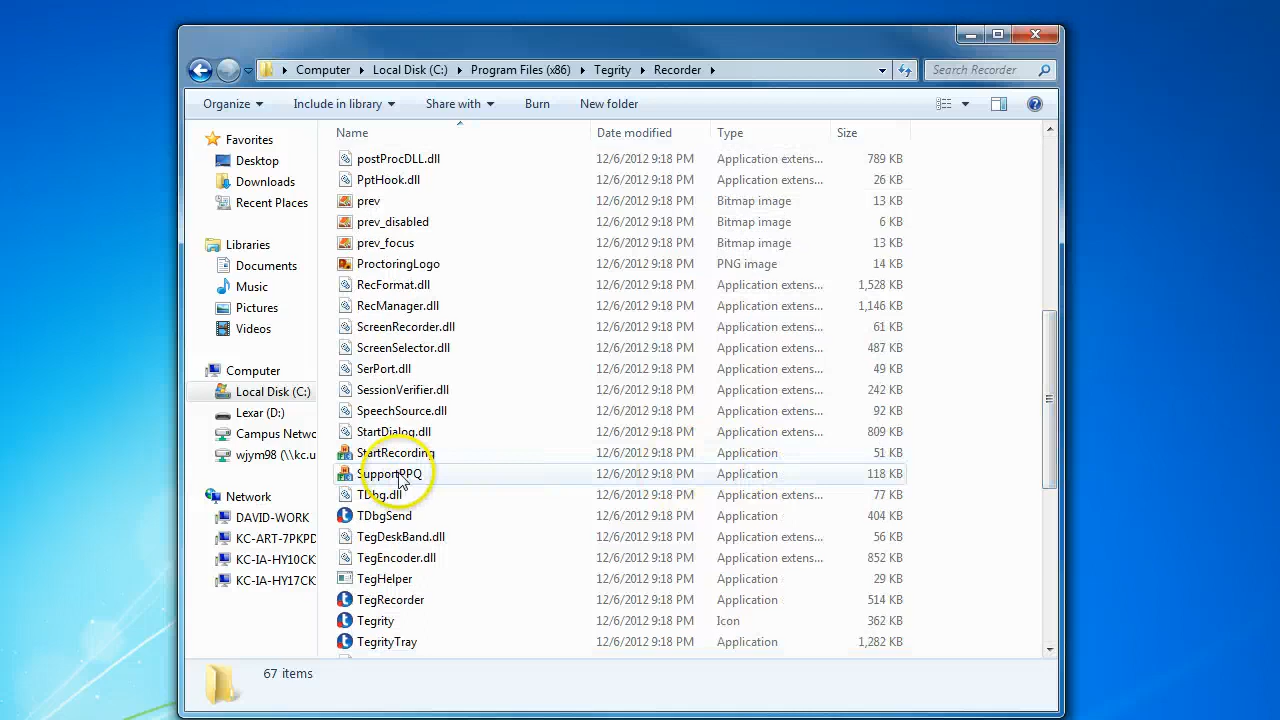 Computer Local Disk (C:) Program Files (x86) Tegrity Recorder Search Recorder
Organize Include in library Share with Burn New folder
Name Date modified Type Size
Favorites
Desktop
Downloads
Recent Places
Libraries
Documents
Music
Pictures
Videos
Computer
Local Disk (C:)
Lexar (D:)
Campus Netwo
wjym98 (\\kc.u
Network
DAVID-WORK
KC-ART-7PKPD
KC-IA-HY10CK
KC-IA-HY17CK
postProcDLL.dll 12/6/2012 9:18 PM Application extens... 789 KB
PptHook.dll 12/6/2012 9:18 PM Application extens... 26 KB
prev 12/6/2012 9:18 PM Bitmap image 13 KB
prev_disabled 12/6/2012 9:18 PM Bitmap image 6 KB
prev_focus 12/6/2012 9:18 PM Bitmap image 13 KB
ProctoringLogo 12/6/2012 9:18 PM PNG image 14 KB
RecFormat.dll 12/6/2012 9:18 PM Application extens... 1,528 KB
RecManager.dll 12/6/2012 9:18 PM Application extens... 1,146 KB
ScreenRecorder.dll 12/6/2012 9:18 PM Application extens... 61 KB
ScreenSelector.dll 12/6/2012 9:18 PM Application extens... 487 KB
SerPort.dll 12/6/2012 9:18 PM Application extens... 49 KB
SessionVerifier.dll 12/6/2012 9:18 PM Application extens... 242 KB
SpeechSource.dll 12/6/2012 9:18 PM Application extens... 92 KB
StartDialog.dll 12/6/2012 9:18 PM Application extens... 809 KB
StartRecording 12/6/2012 9:18 PM Application 51 KB
SupportPPQ 12/6/2012 9:18 PM Application 118 KB
TDbg.dll 12/6/2012 9:18 PM Application extens... 77 KB
TDbgSend 12/6/2012 9:18 PM Application 404 KB
TegDeskBand.dll 12/6/2012 9:18 PM Application extens... 56 KB
TegEncoder.dll 12/6/2012 9:18 PM Application extens... 852 KB
TegHelper 12/6/2012 9:18 PM Application 29 KB
TegRecorder 12/6/2012 9:18 PM Application 514 KB
Tegrity 12/6/2012 9:18 PM Icon 362 KB
TegrityTray 12/6/2012 9:18 PM Application 1,282 KB
67 items